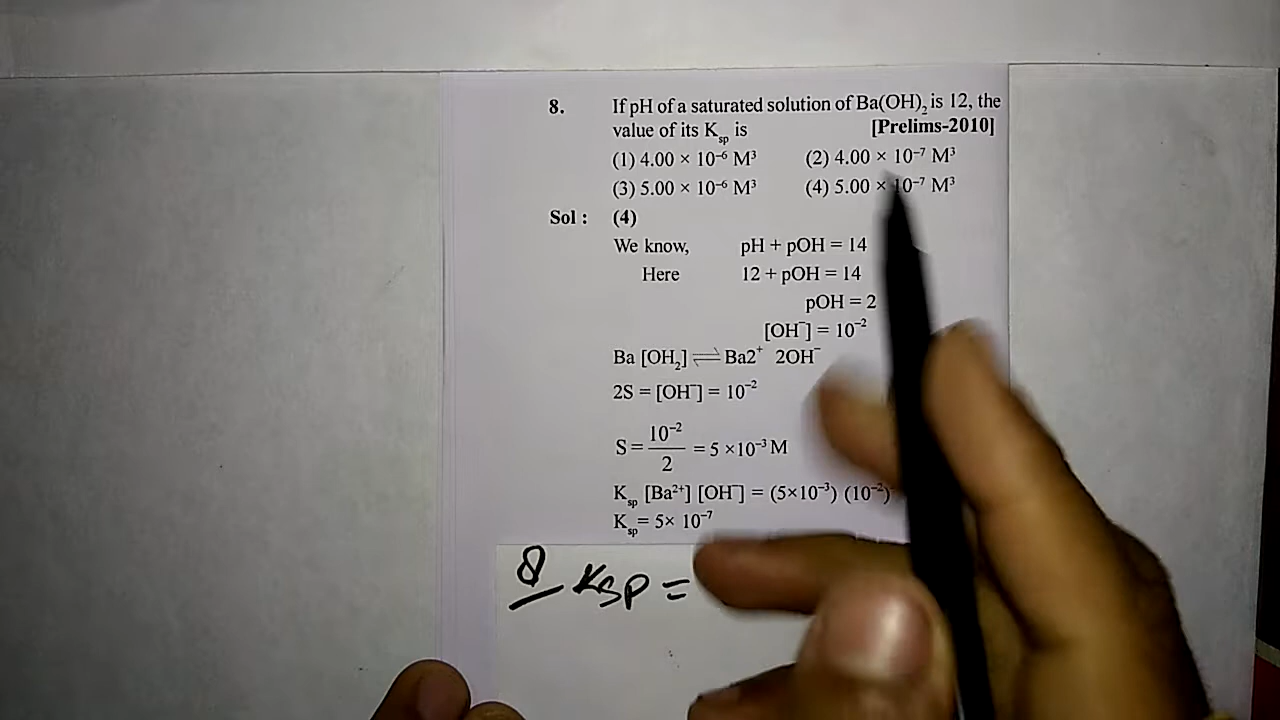 8. If pH of a saturated solution of Ba(OH)₂ is 12, the
value of its Kₛₚ is [Prelims-2010]
(1) 4.00 × 10⁻⁶ M³ (2) 4.00 × 10⁻⁷ M³
(3) 5.00 × 10⁻⁶ M³ (4) 5.00 × 10⁻⁷ M³
Sol : (4)
We know, pH + pOH = 14
Here 12 + pOH = 14
pOH = 2
[OH⁻] = 10⁻²
Ba [OH₂] ⇌ Ba2⁺ 2OH⁻
2S = [OH⁻] = 10⁻²
S = 10⁻²/2 = 5 ×10⁻³ M
Kₛₚ [Ba²⁺] [OH⁻] = (5×10⁻³) (10⁻²)
Kₛₚ = 5× 10⁻⁷
8 Ksp =